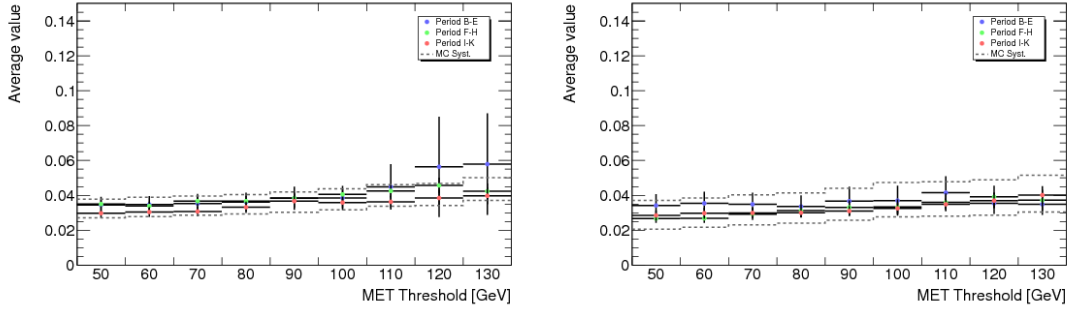 Average value
0.14
0.12
0.1
0.08
0.06
0.04
0.02
0
Period B-E
Period F-H
Period I-K
MC Syst.
50 60 70 80 90 100 110 120 130
MET Threshold [GeV]
Average value
0.14
0.12
0.1
0.08
0.06
0.04
0.02
0
Period B-E
Period F-H
Period I-K
MC Syst.
50 60 70 80 90 100 110 120 130
MET Threshold [GeV]